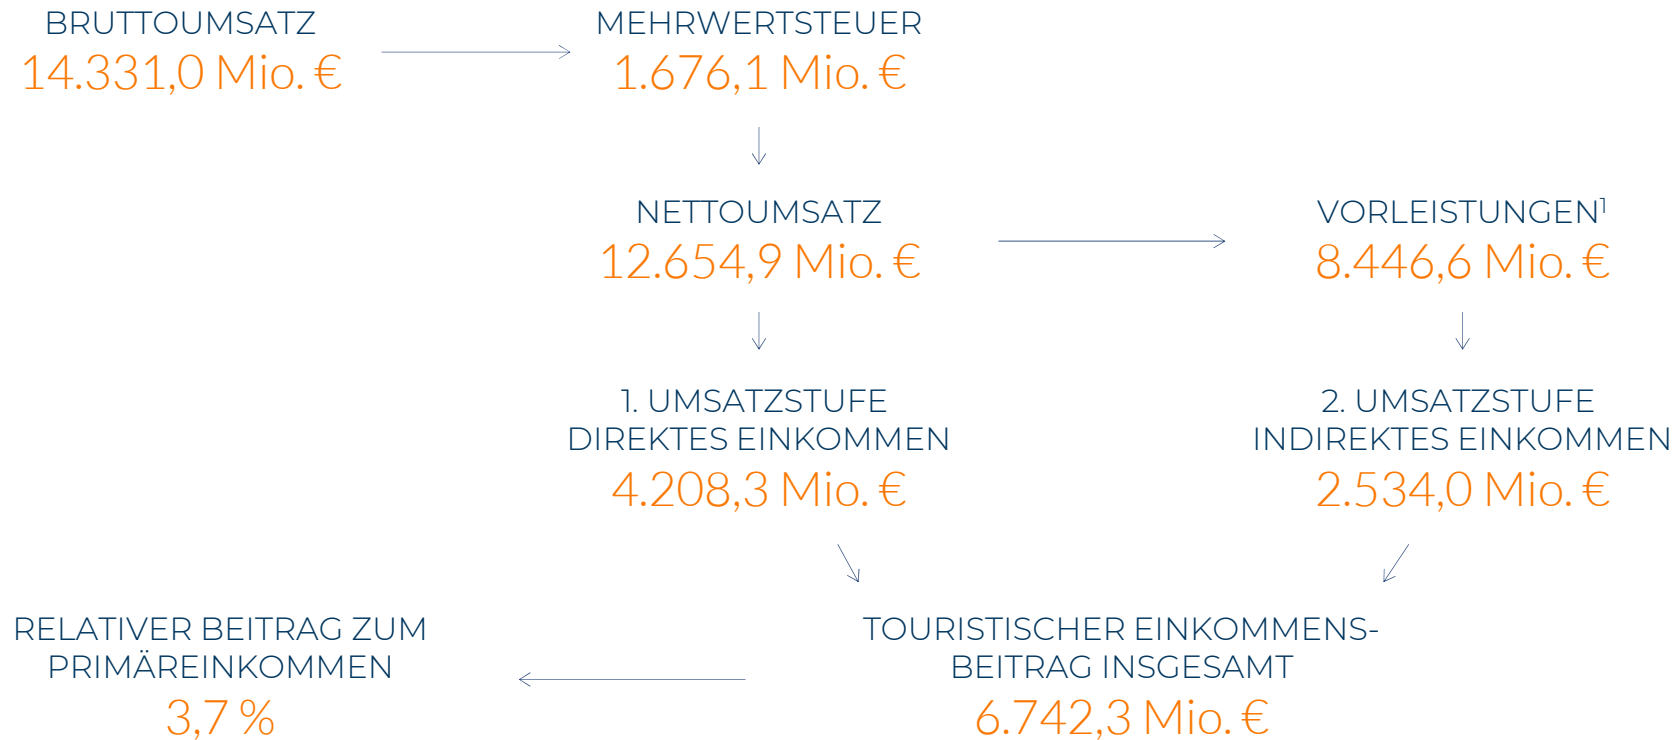 BRUTTOUMSATZ
14.331,0 Mio. €
MEHRWERTSTEUER
1.676,1 Mio. €
NETTOUMSATZ
12.654,9 Mio. €
VORLEISTUNGEN¹
8.446,6 Mio. €
1. UMSATZSTUFE
DIREKTES EINKOMMEN
4.208,3 Mio. €
2. UMSATZSTUFE
INDIREKTES EINKOMMEN
2.534,0 Mio. €
RELATIVER BEITRAG ZUM
PRIMÄREINKOMMEN
3,7 %
TOURISTISCHER EINKOMMENS-
BEITRAG INSGESAMT
6.742,3 Mio. €